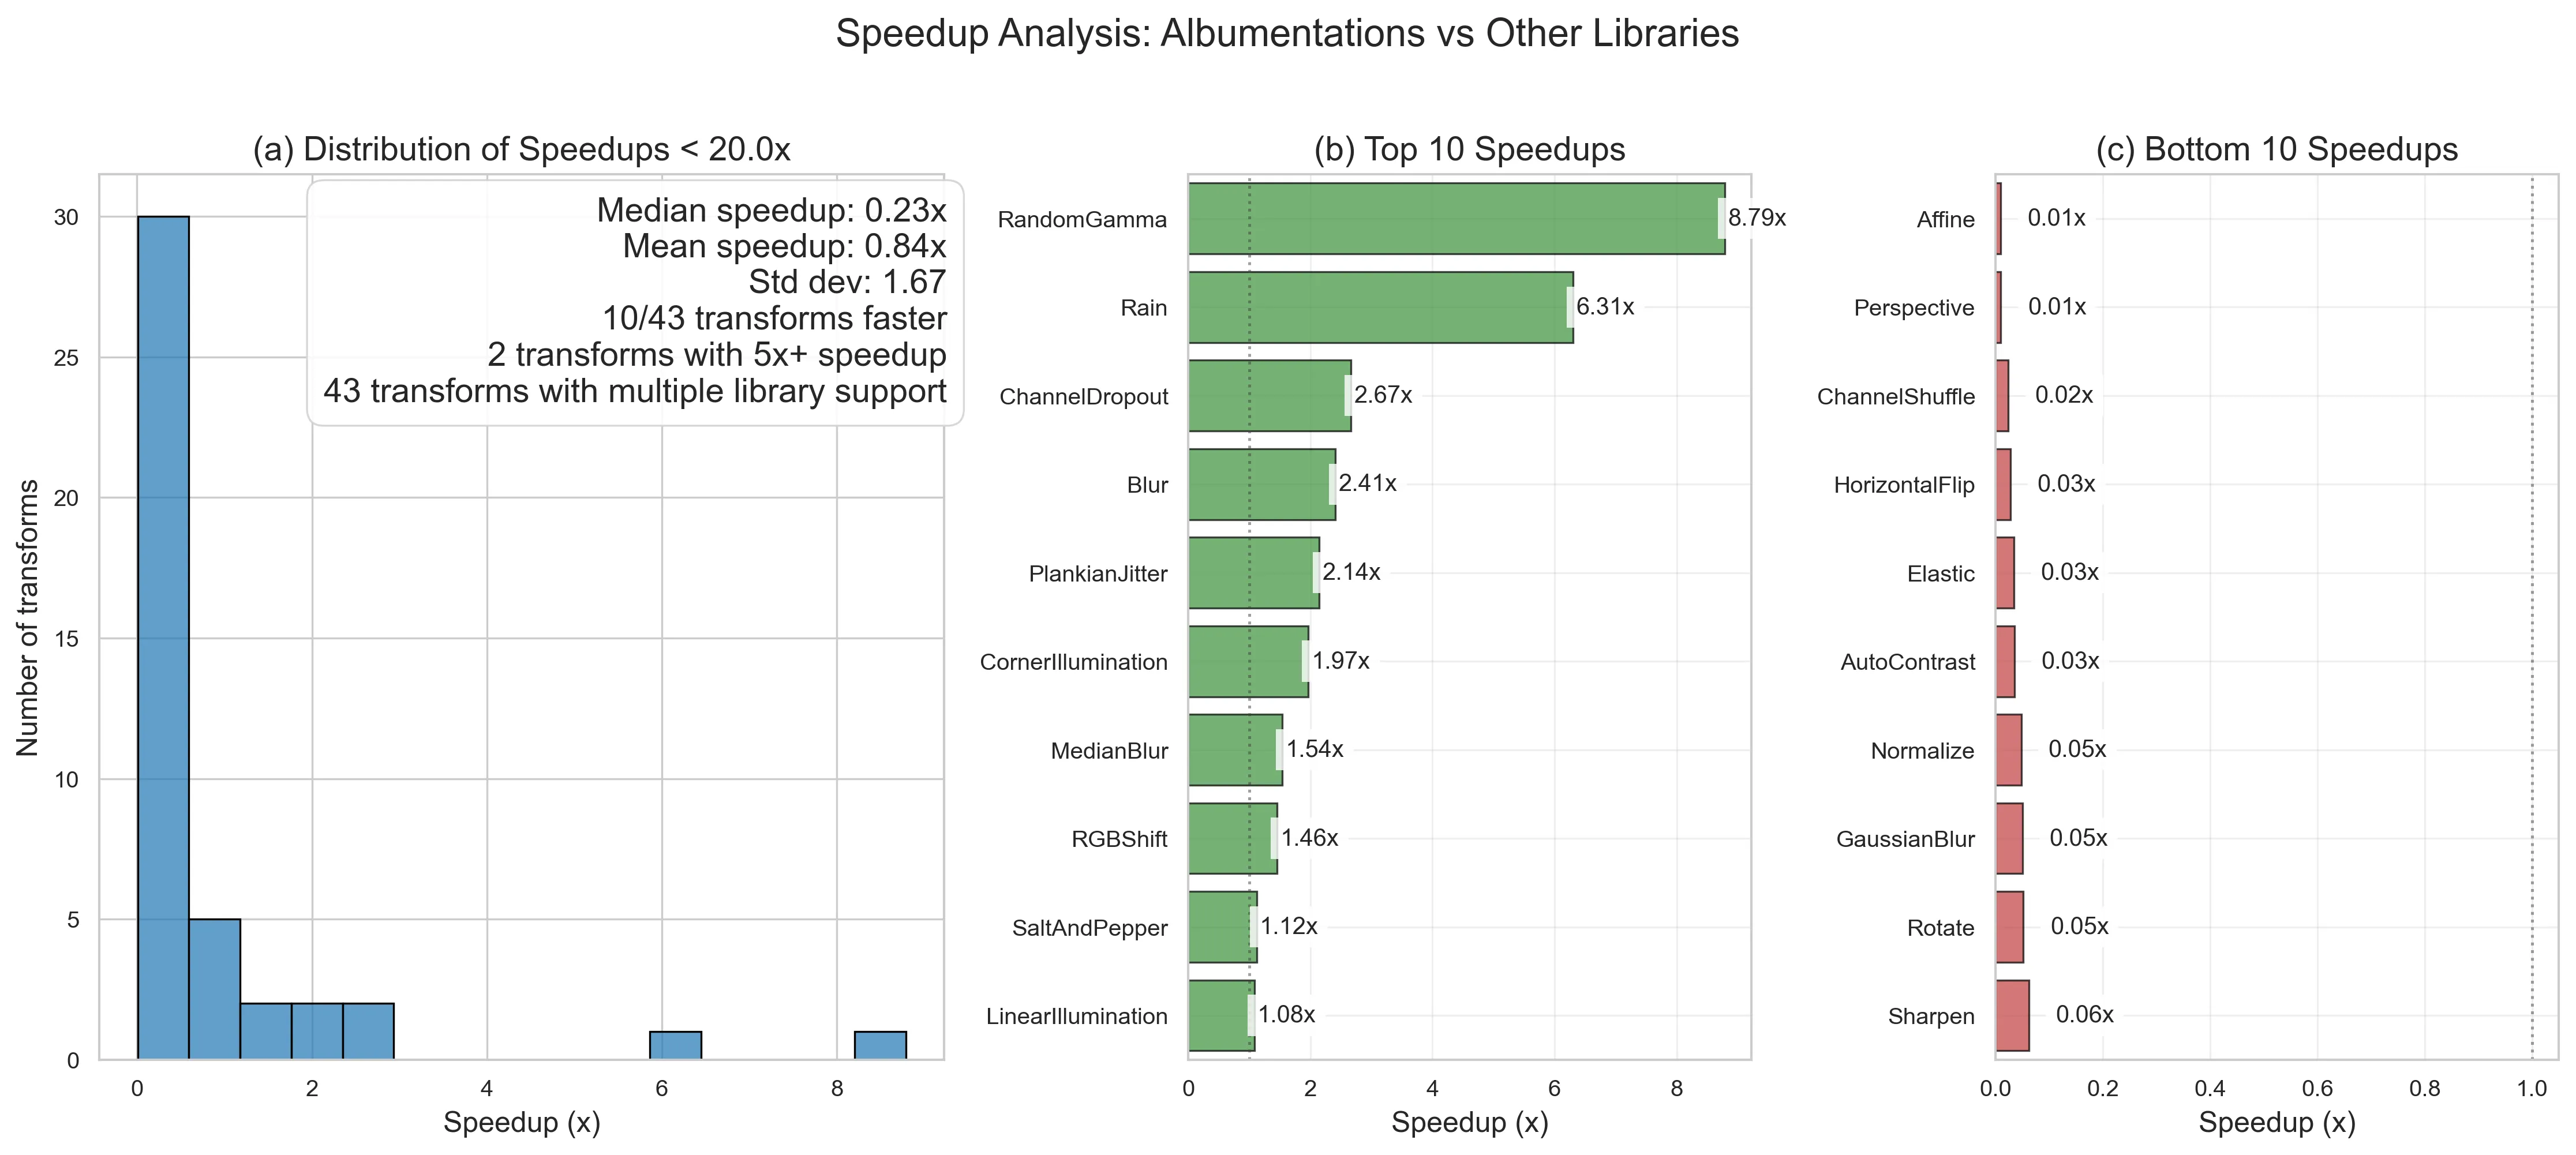 Speedup Analysis: Albumentations vs Other Libraries
(a) Distribution of Speedups < 20.0x
Median speedup: 0.23x
Mean speedup: 0.84x
Std dev: 1.67
10/43 transforms faster
2 transforms with 5x+ speedup
43 transforms with multiple library support
Number of transforms
30
25
20
15
10
5
0
0 2 4 6 8
Speedup (x)
(b) Top 10 Speedups
RandomGamma 8.79x
Rain 6.31x
ChannelDropout 2.67x
Blur 2.41x
PlankianJitter 2.14x
CornerIllumination 1.97x
MedianBlur 1.54x
RGBShift 1.46x
SaltAndPepper 1.12x
LinearIllumination 1.08x
0 2 4 6 8
Speedup (x)
(c) Bottom 10 Speedups
Affine 0.01x
Perspective 0.01x
ChannelShuffle 0.02x
HorizontalFlip 0.03x
Elastic 0.03x
AutoContrast 0.03x
Normalize 0.05x
GaussianBlur 0.05x
Rotate 0.05x
Sharpen 0.06x
0.0 0.2 0.4 0.6 0.8 1.0
Speedup (x)